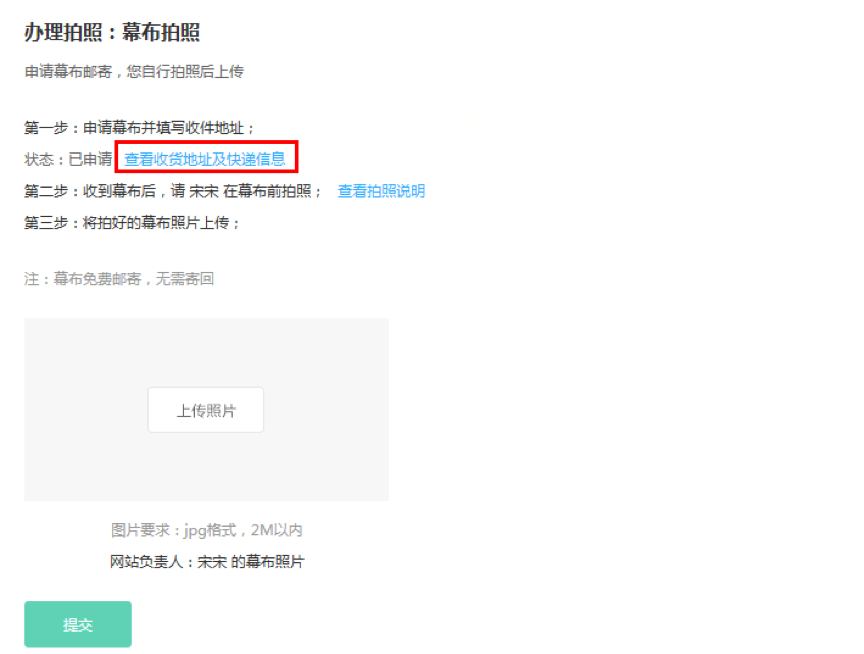 办理拍照：幕布拍照
申请幕布邮寄，您自行拍照后上传
第一步：申请幕布并填写收件地址；
状态：已申请 查看收货地址及快递信息
第二步：收到幕布后，请 宋宋 在幕布前拍照； 查看拍照说明
第三步：将拍好的幕布照片上传；
注：幕布免费邮寄，无需寄回
上传照片
图片要求：jpg格式，2M以内
网站负责人：宋宋 的幕布照片
提交